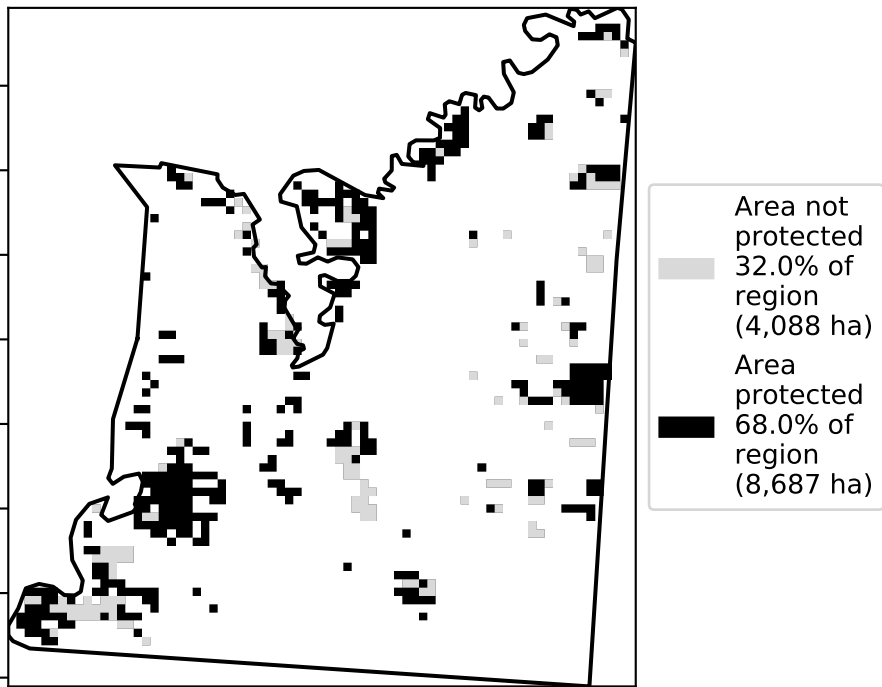 Area not
protected
32.0% of
region
(4,088 ha)
Area
protected
68.0% of
region
(8,687 ha)